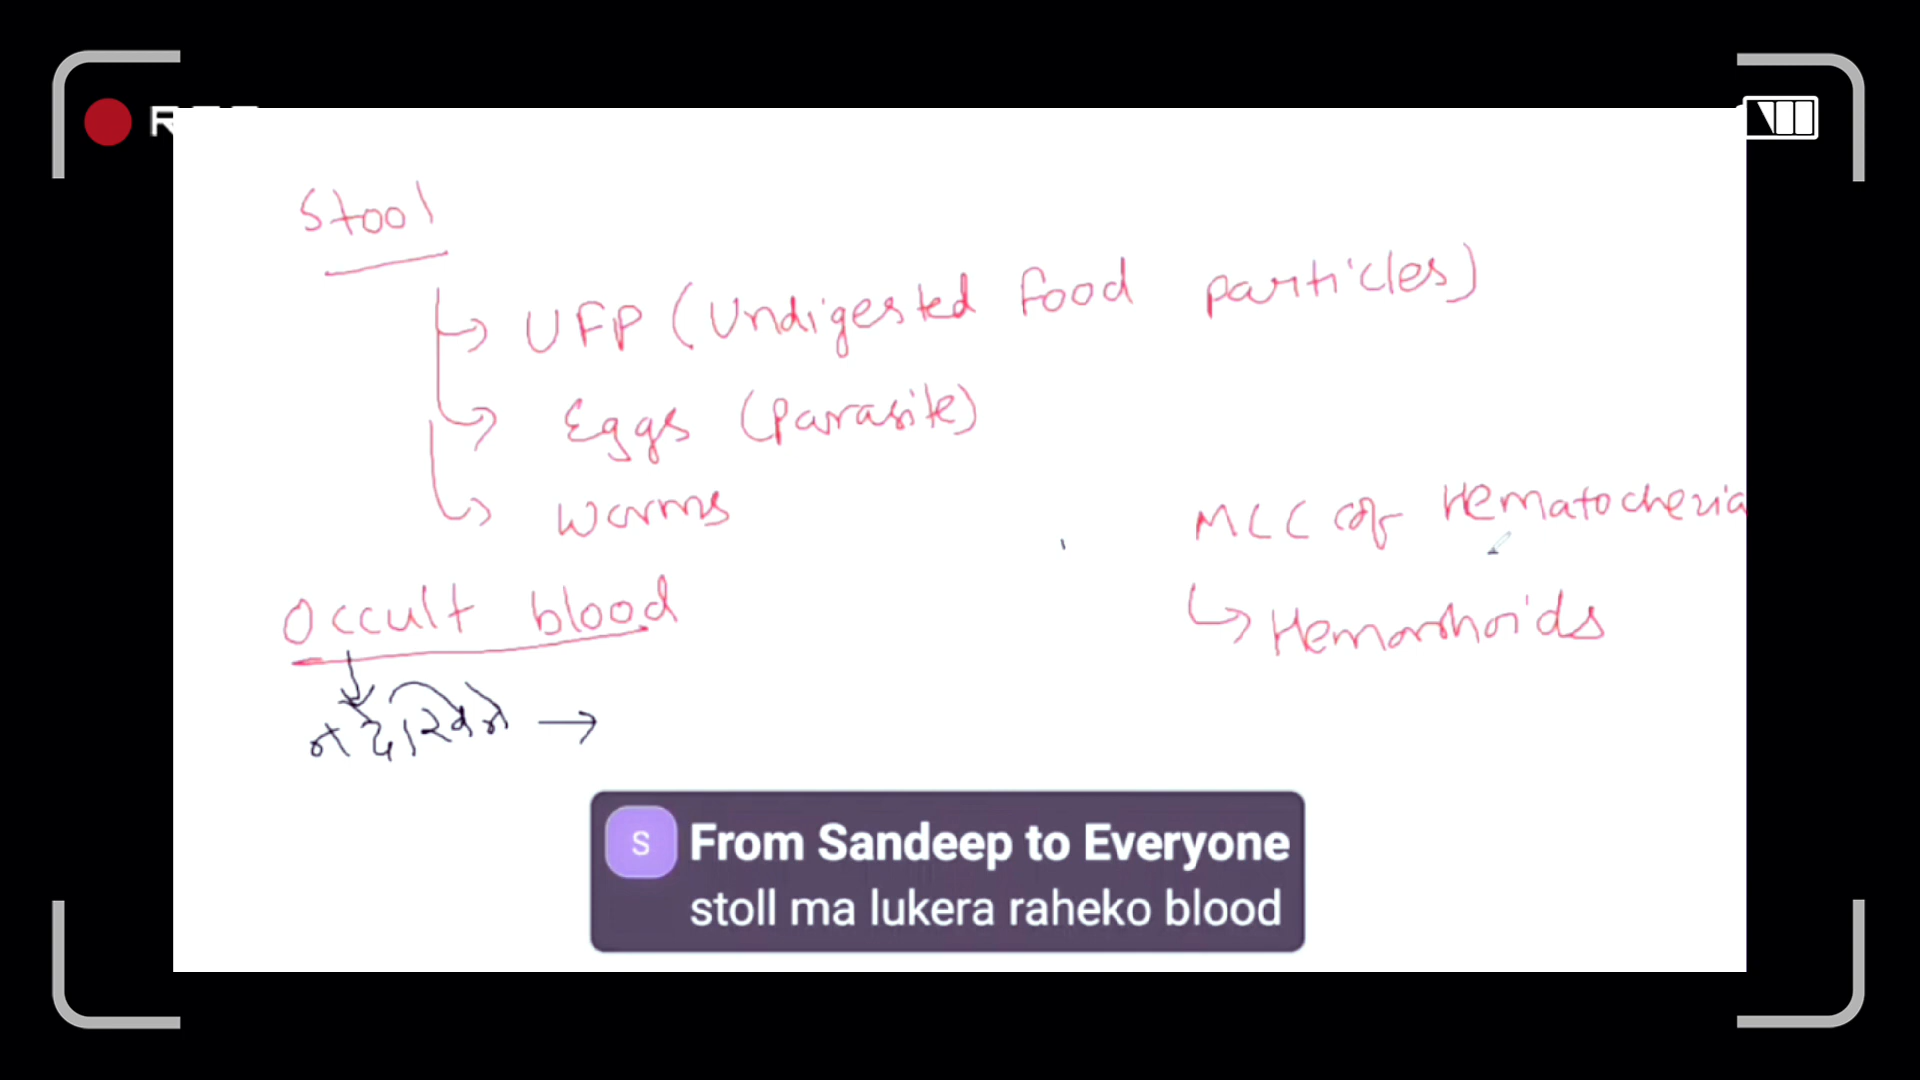 Stool
→ UFP (Undigested food particles)
→ Eggs (Parasite)
→ Worms
MCC of Hematochezia
→ Hemorrhoids
Occult blood
→
S From Sandeep to Everyone
stoll ma lukera raheko blood